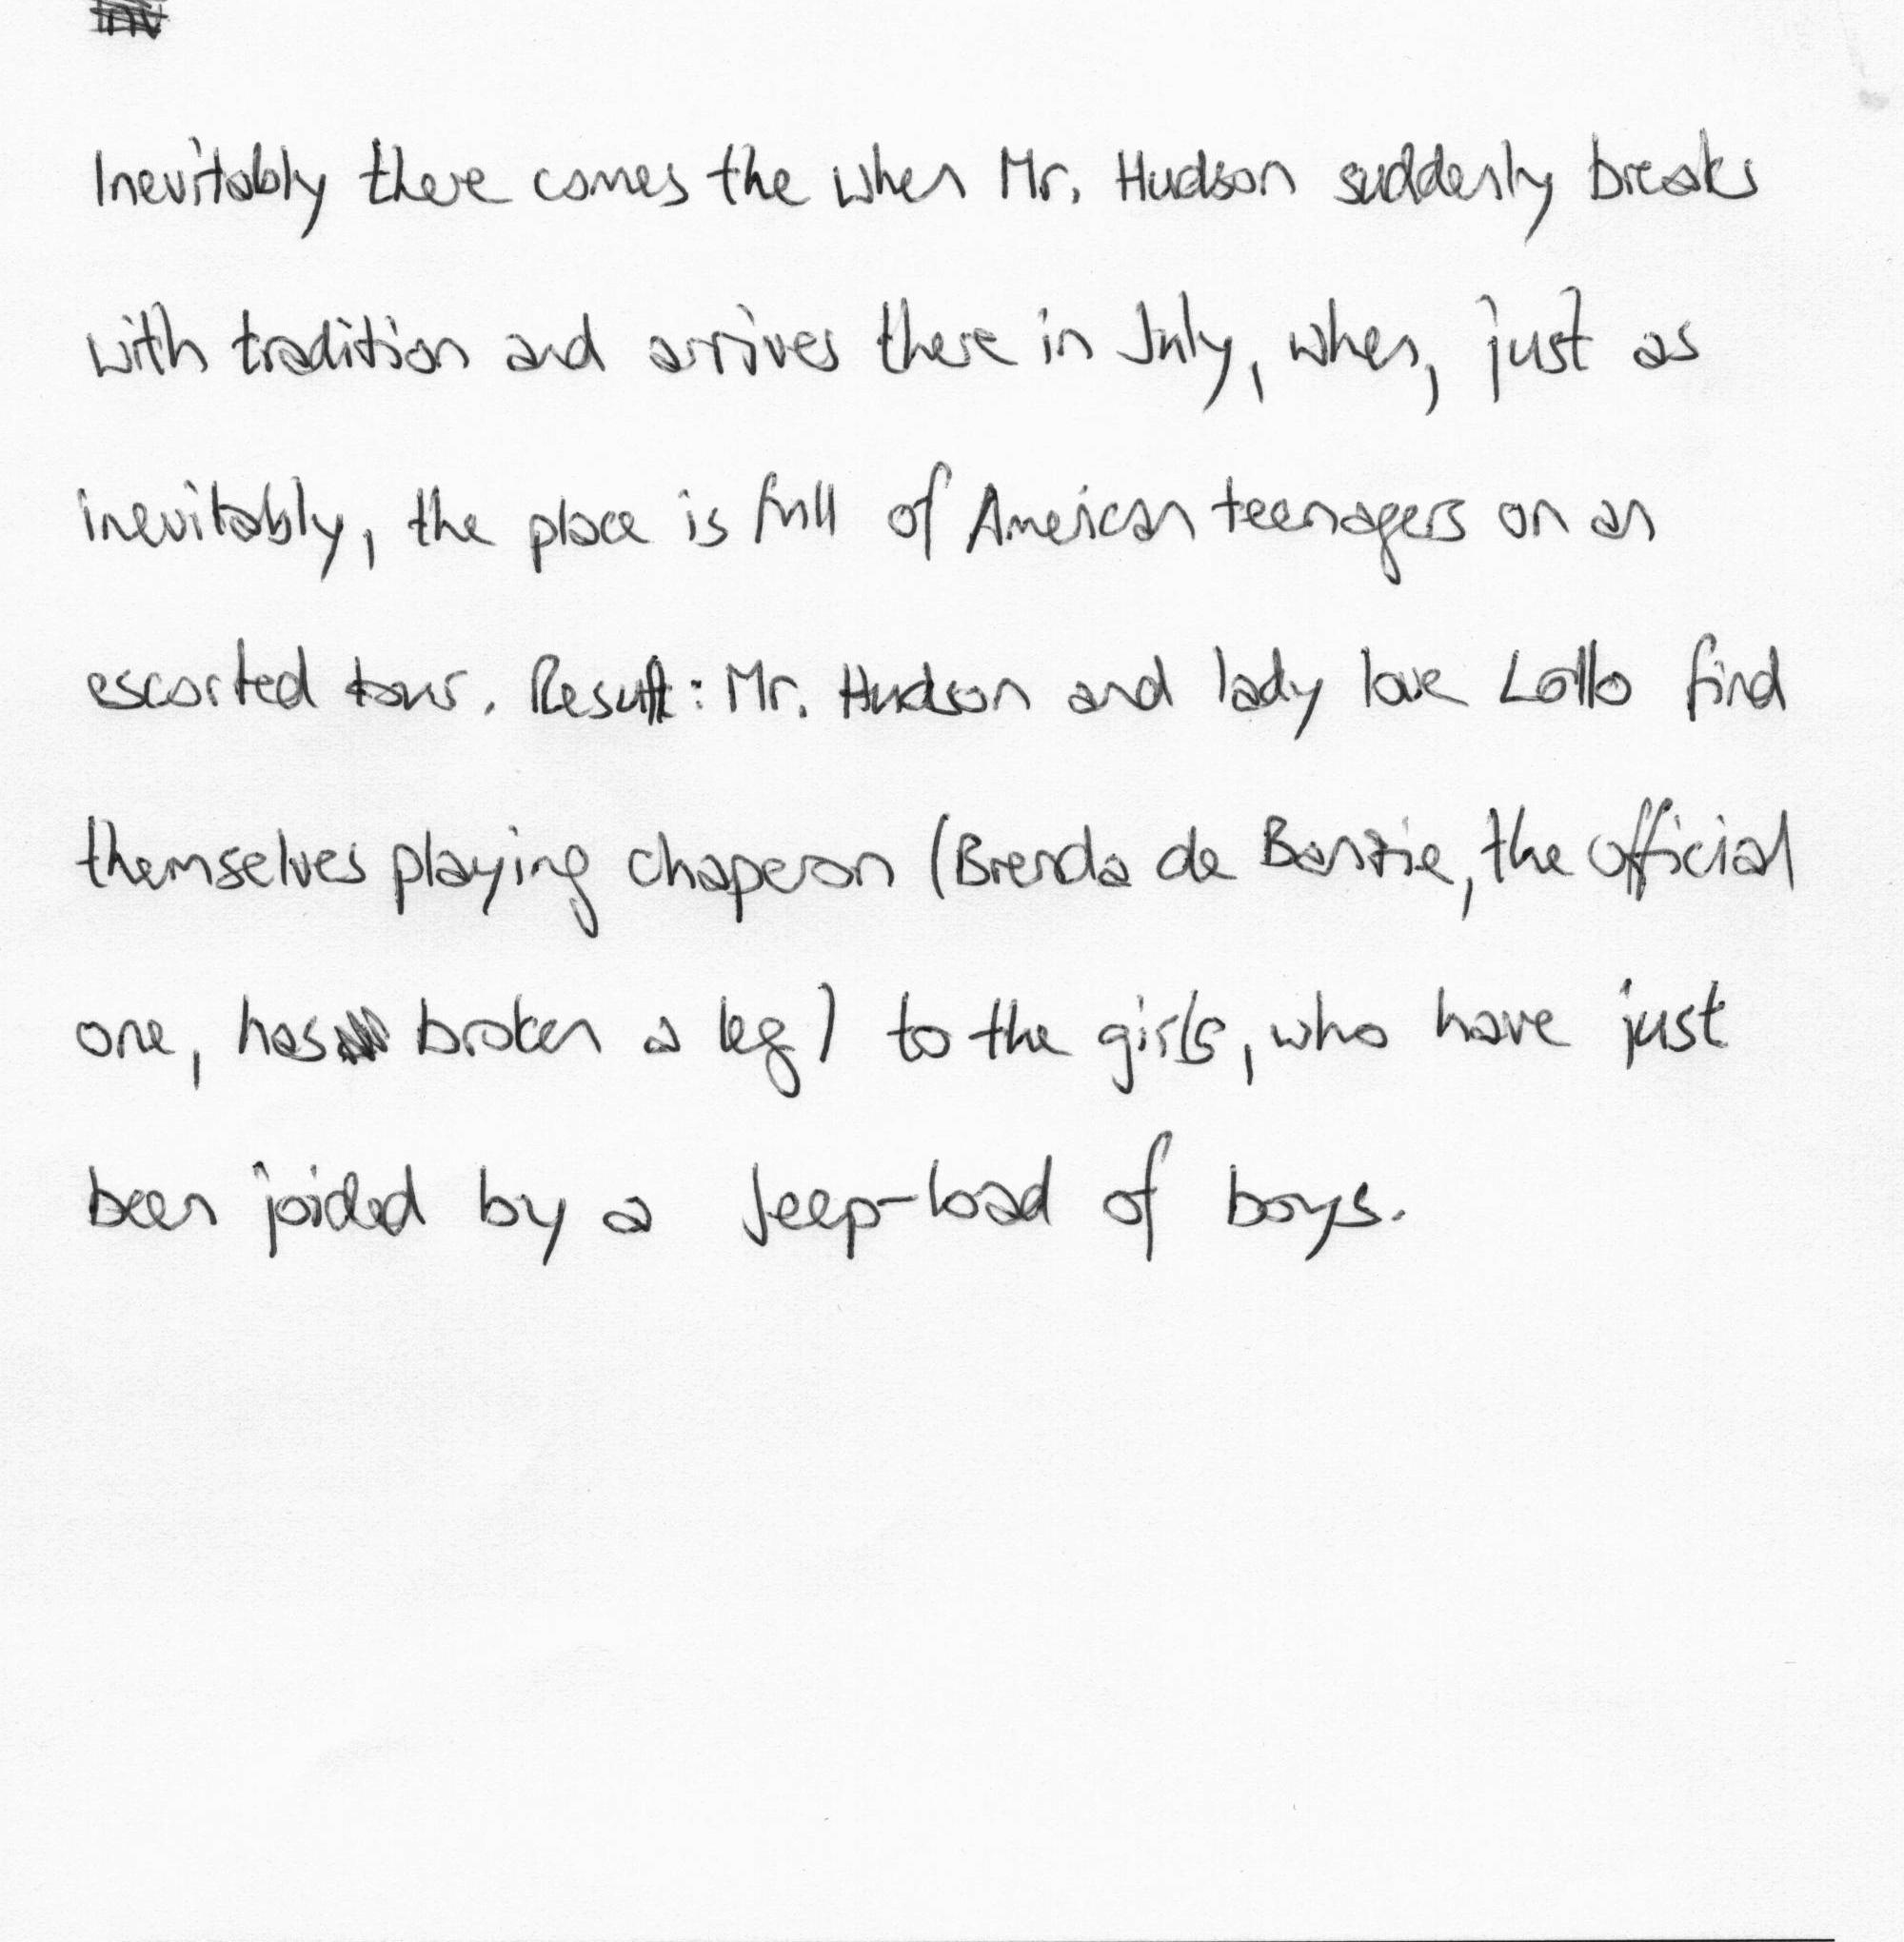 Inevitably there comes the when Mr. Hudson suddenly breaks
with tradition and arrives there in July, when, just as
inevitably, the place is full of American teenagers on an
escorted tour. Result: Mr. Hudson and lady love Lollo find
themselves playing chaperon (Brenda de Banzie, the official
one, has broken a leg) to the girls, who have just
been joided by a Jeep-load of boys.